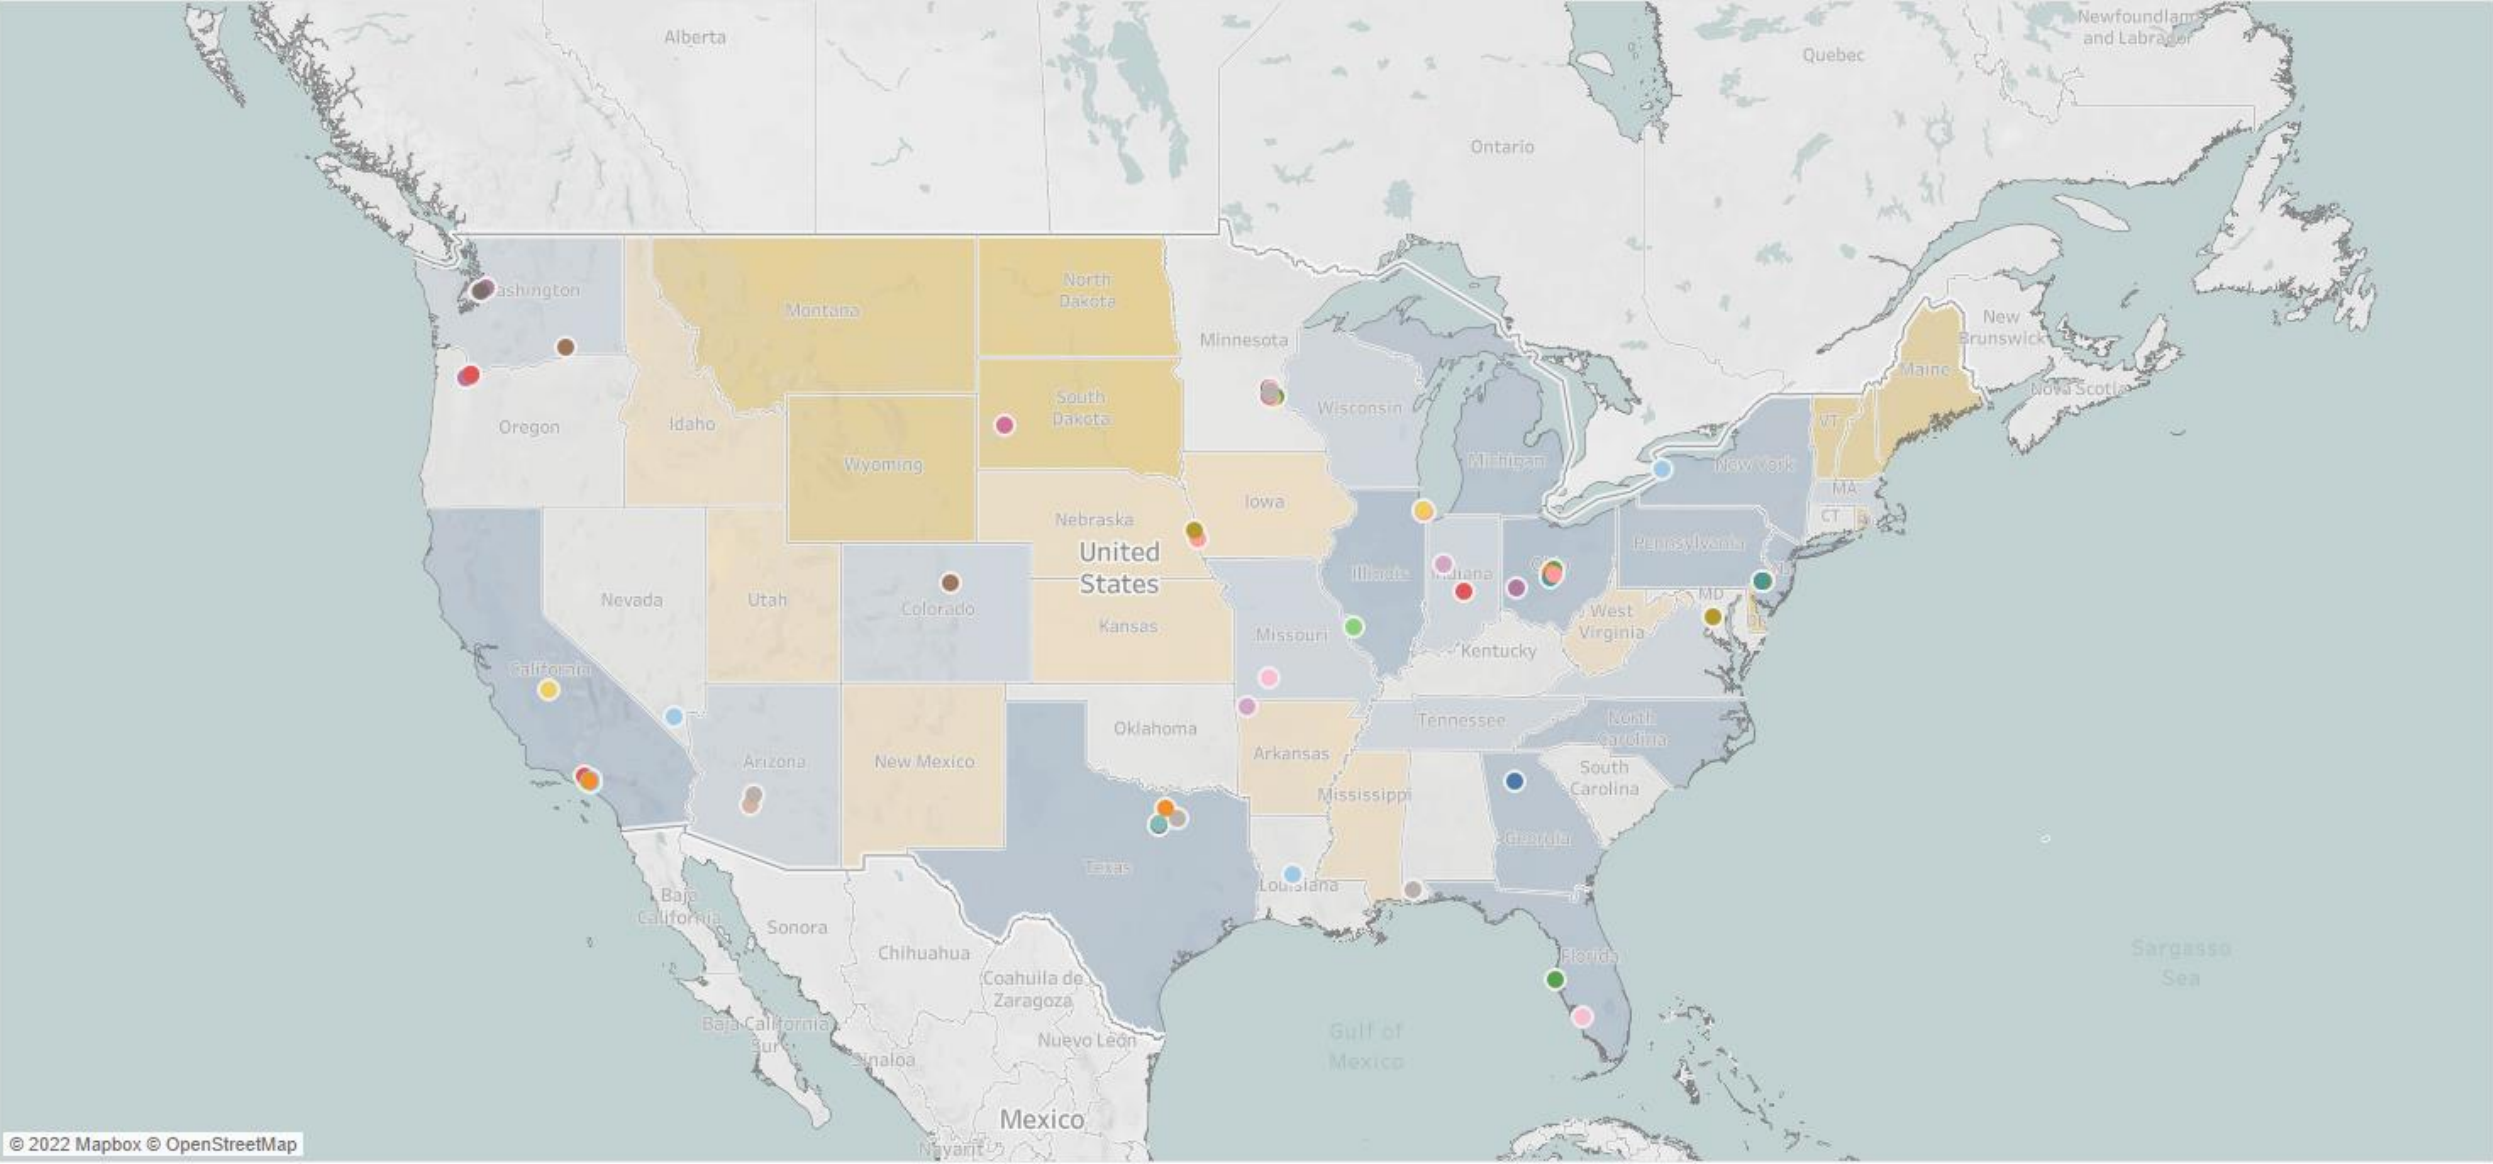 Alberta
Newfoundland
and Labrador
Quebec
Ontario
ashington
North
Dakota
Montana
New
Brunswick
Minnesota
Maine
Nova Scotia
South
Dakota
Wisconsin
Oregon
Idaho
VT
Wyoming
Michigan
New York
MA
Iowa
CT
Nebraska
United
States
Pennsylvania
Illinois
Indiana
Nevada
Utah
Colorado
MD
West
Virginia
Kansas
Missouri
Kentucky
California
Oklahoma
Tennessee
North
Carolina
Arizona
New Mexico
Arkansas
South
Carolina
Mississippi
Georgia
Texas
Louisiana
Baja
California
Sonora
Chihuahua
Florida
Sargasso
Sea
Coahuila de
Zaragoza
Baja California
Sur
Nuevo León
Gulf of
Mexico
Sinaloa
Mexico
Nayarit
© 2022 Mapbox © OpenStreetMap